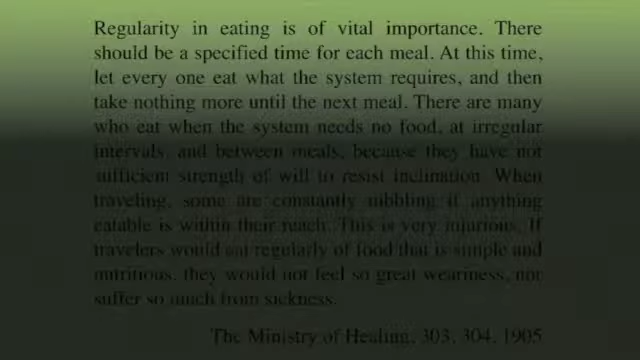 Regularity in eating is of vital importance. There
should be a specified time for each meal. At this time,
let every one eat what the system requires, and then
take nothing more until the next meal. There are many
who eat when the system needs no food, at irregular
intervals, and between meals, because they have not
sufficient strength of will to resist inclination. When
traveling, some are constantly nibbling if anything
eatable is within their reach. This is very injurious. If
travelers would eat regularly of food that is simple and
nutritious, they would not feel so great weariness, nor
suffer so much from sickness.
The Ministry of Healing, 303, 304, 1905